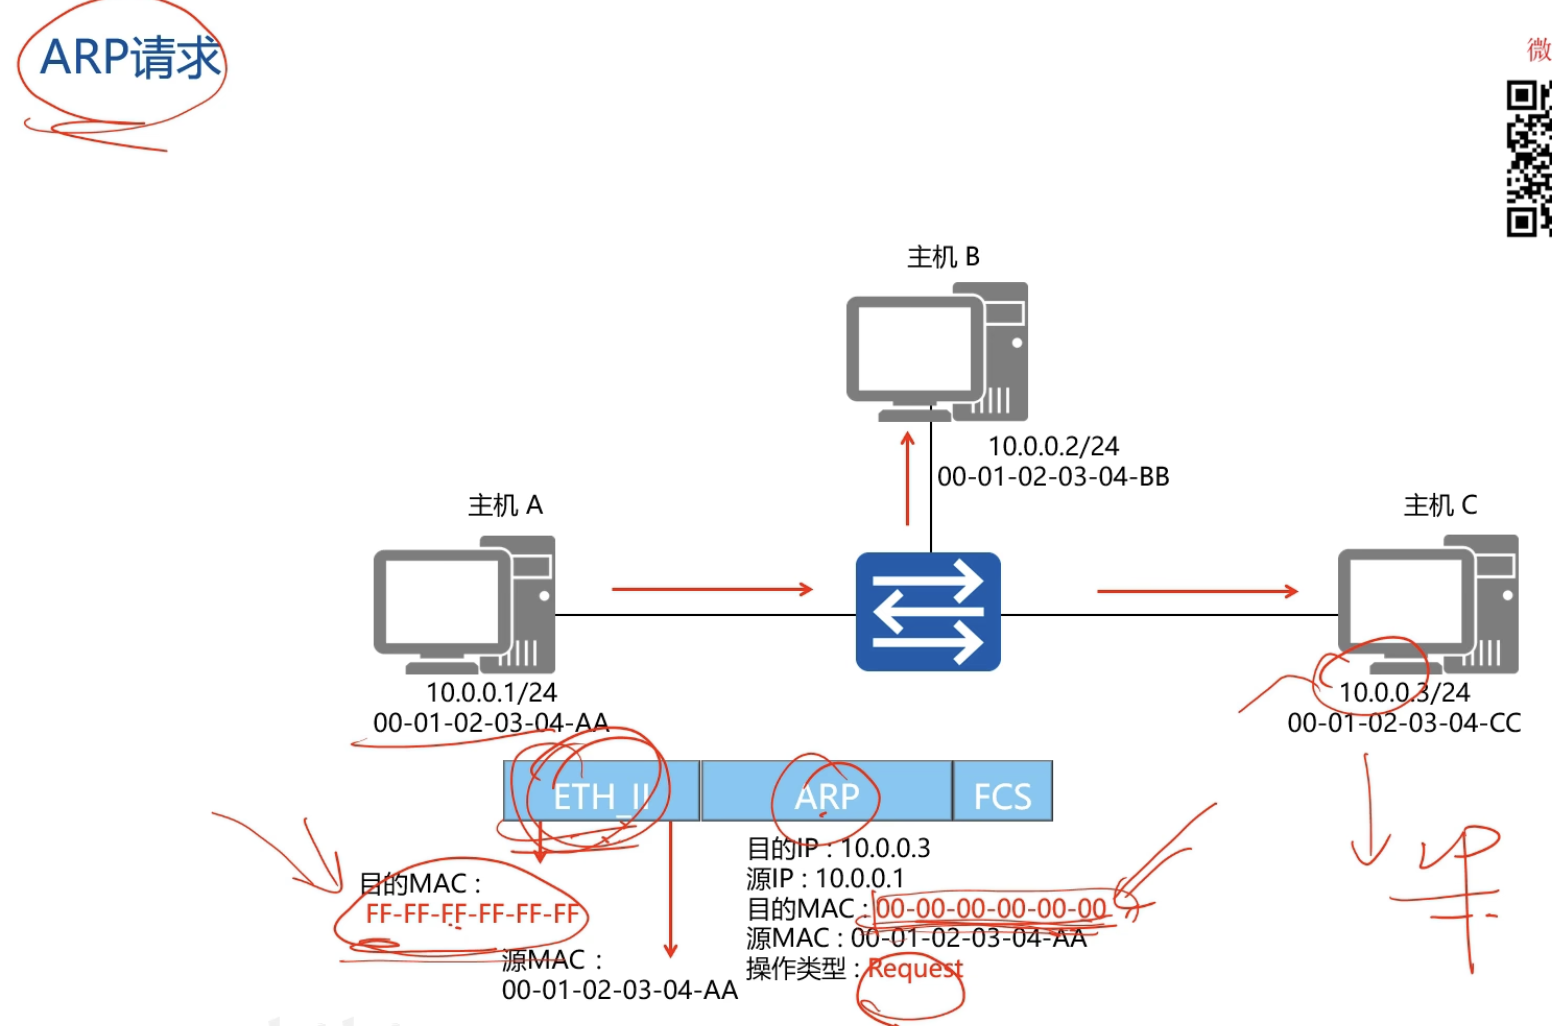 ARP请求
微
主机 B
10.0.0.2/24
00-01-02-03-04-BB
主机 A
主机 C
10.0.0.1/24
00-01-02-03-04-AA
10.0.0.3/24
00-01-02-03-04-CC
ETH_II
ARP
FCS
目的MAC :
FF-FF-FF-FF-FF-FF
源MAC :
00-01-02-03-04-AA
目的IP : 10.0.0.3
源IP : 10.0.0.1
目的MAC : 00-00-00-00-00-00
源MAC : 00-01-02-03-04-AA
操作类型 : Request